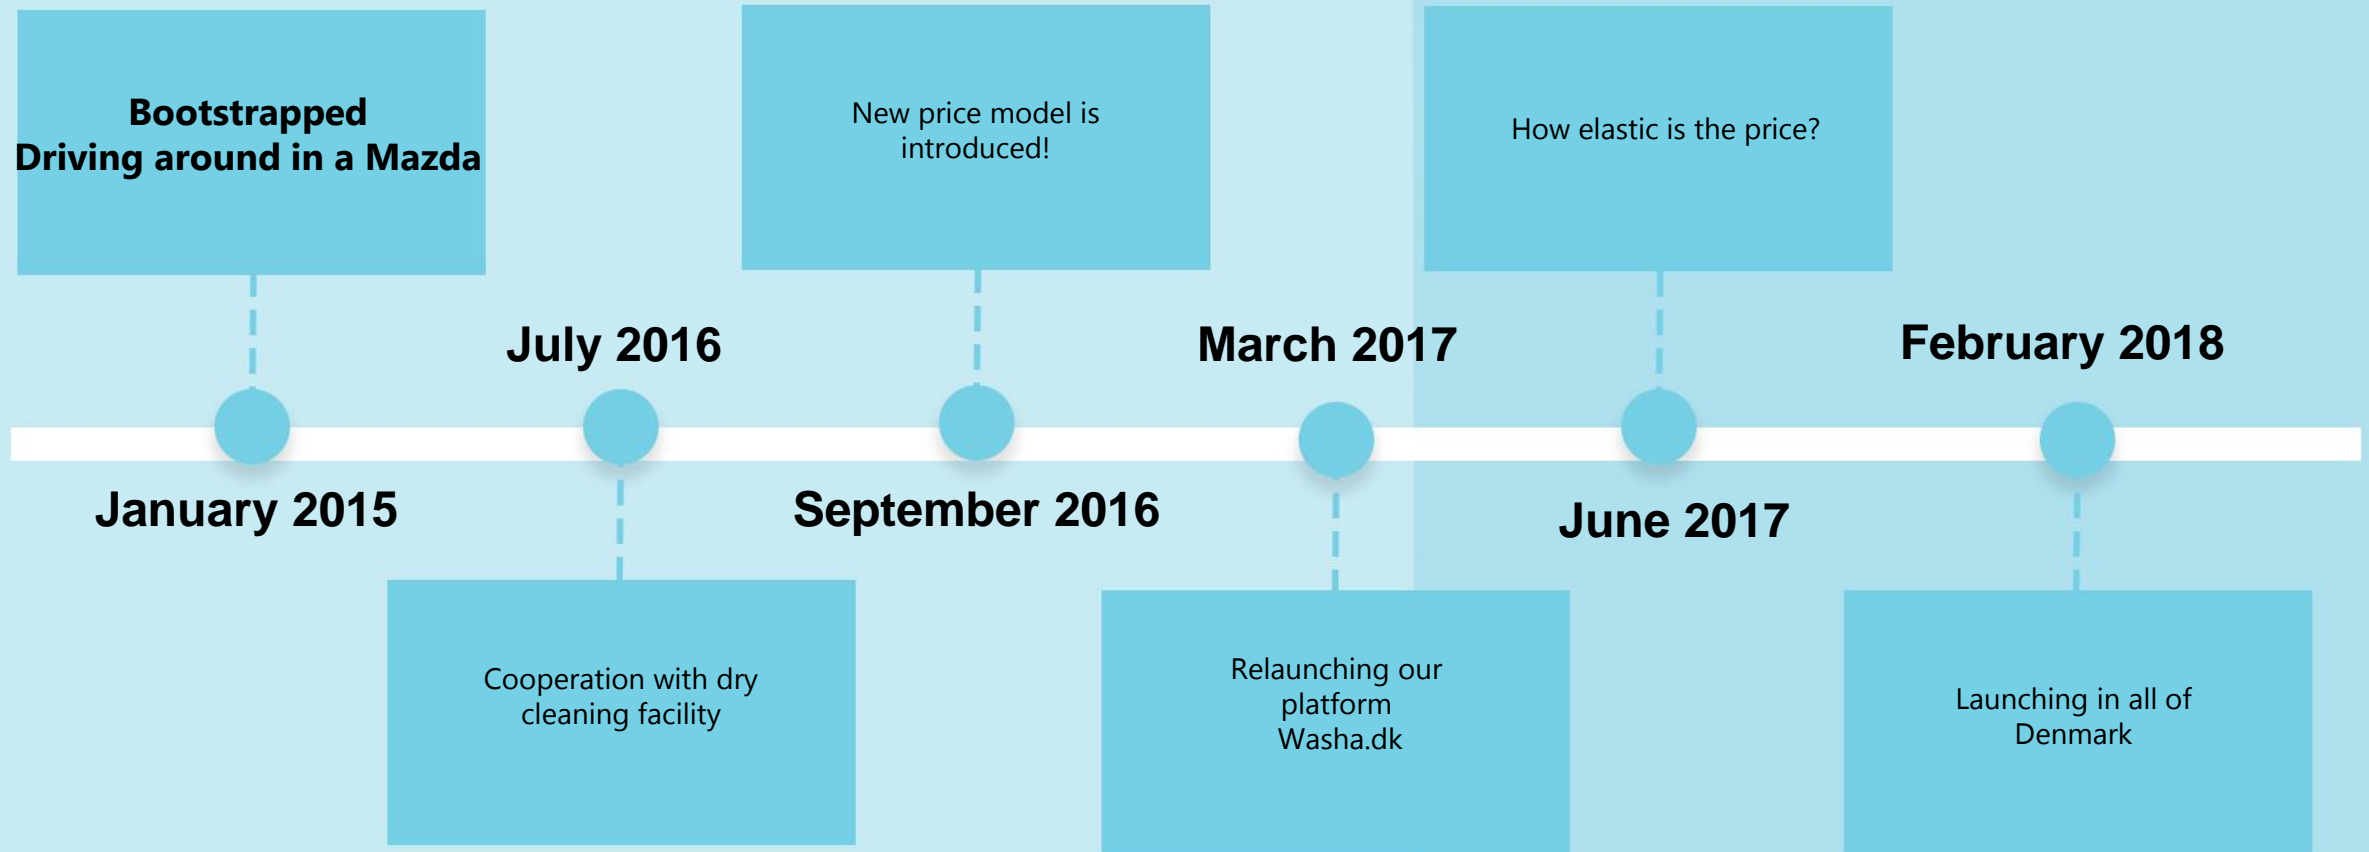 Bootstrapped
Driving around in a Mazda
January 2015
July 2016
Cooperation with dry
cleaning facility
New price model is
introduced!
September 2016
March 2017
Relaunching our
platform
Washa.dk
How elastic is the price?
June 2017
February 2018
Launching in all of
Denmark